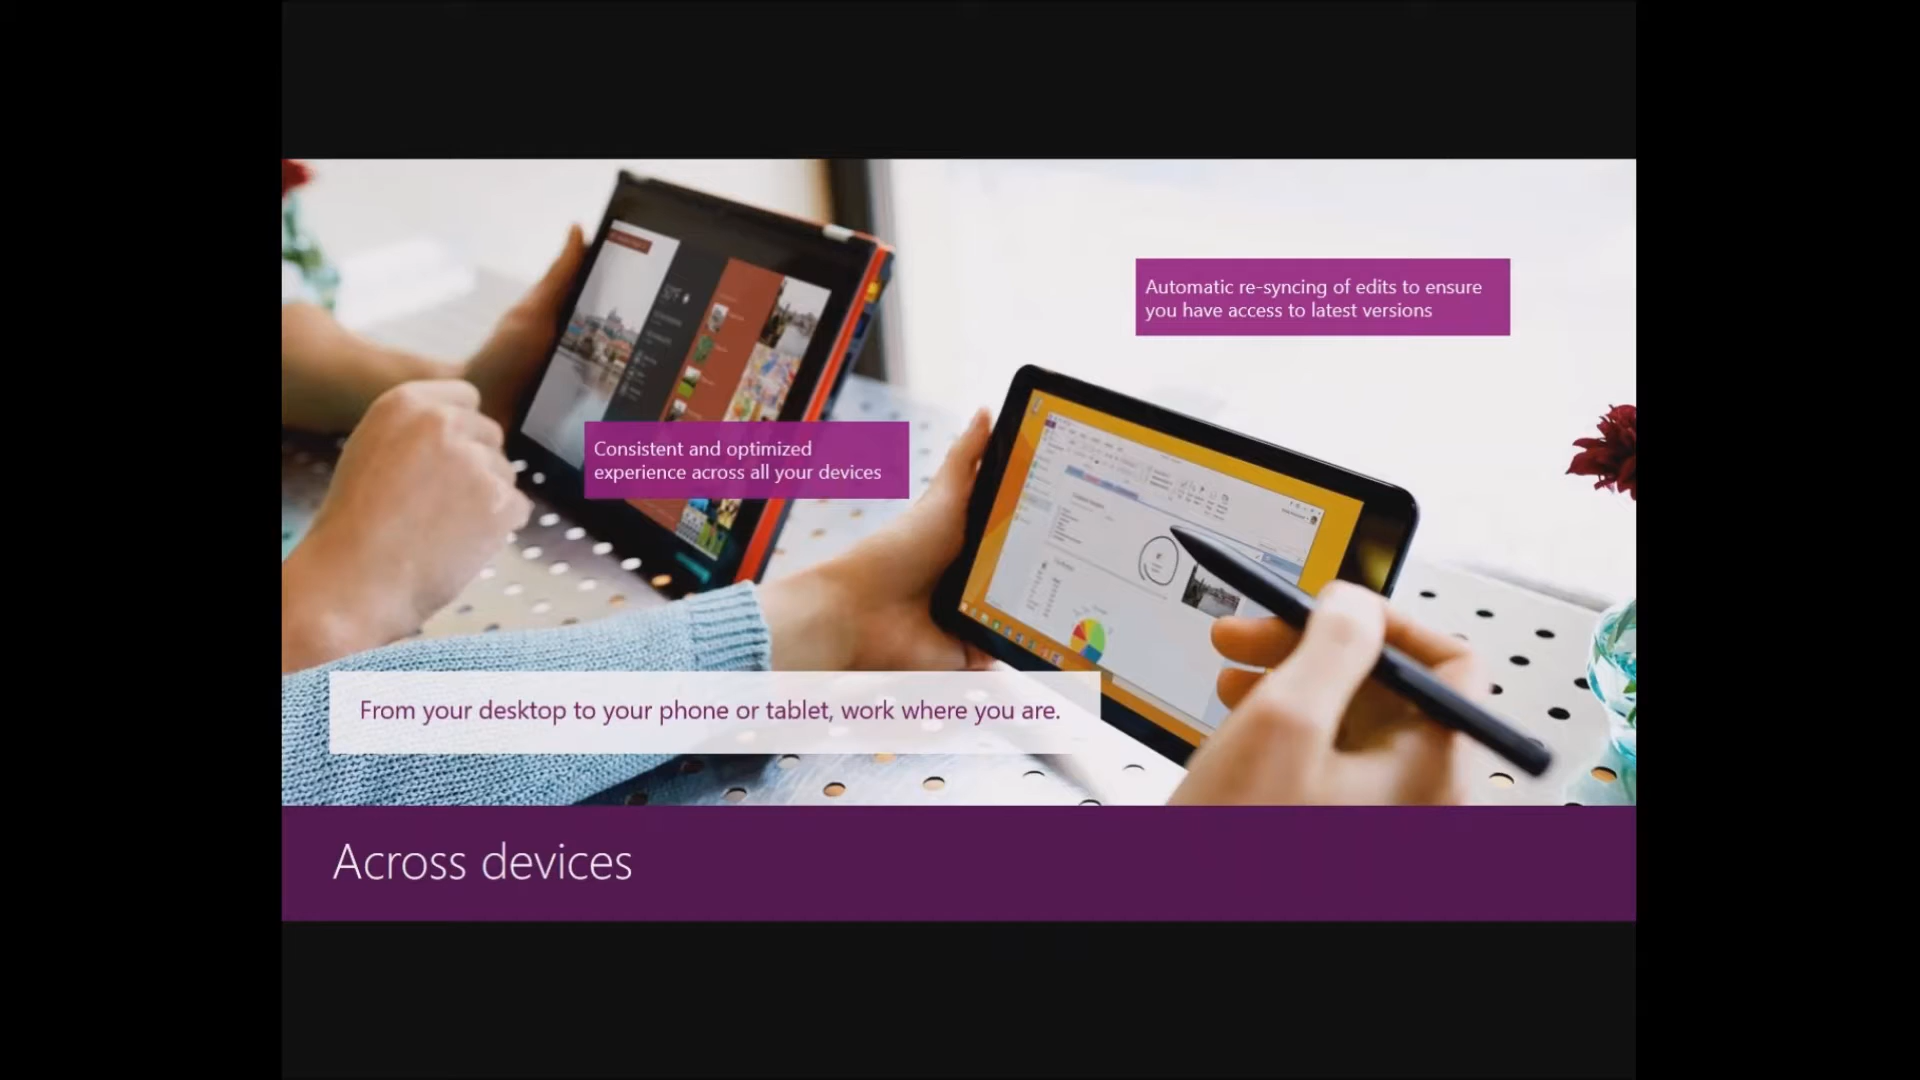 Automatic re-syncing of edits to ensure
you have access to latest versions
Consistent and optimized
experience across all your devices
From your desktop to your phone or tablet, work where you are.
Across devices